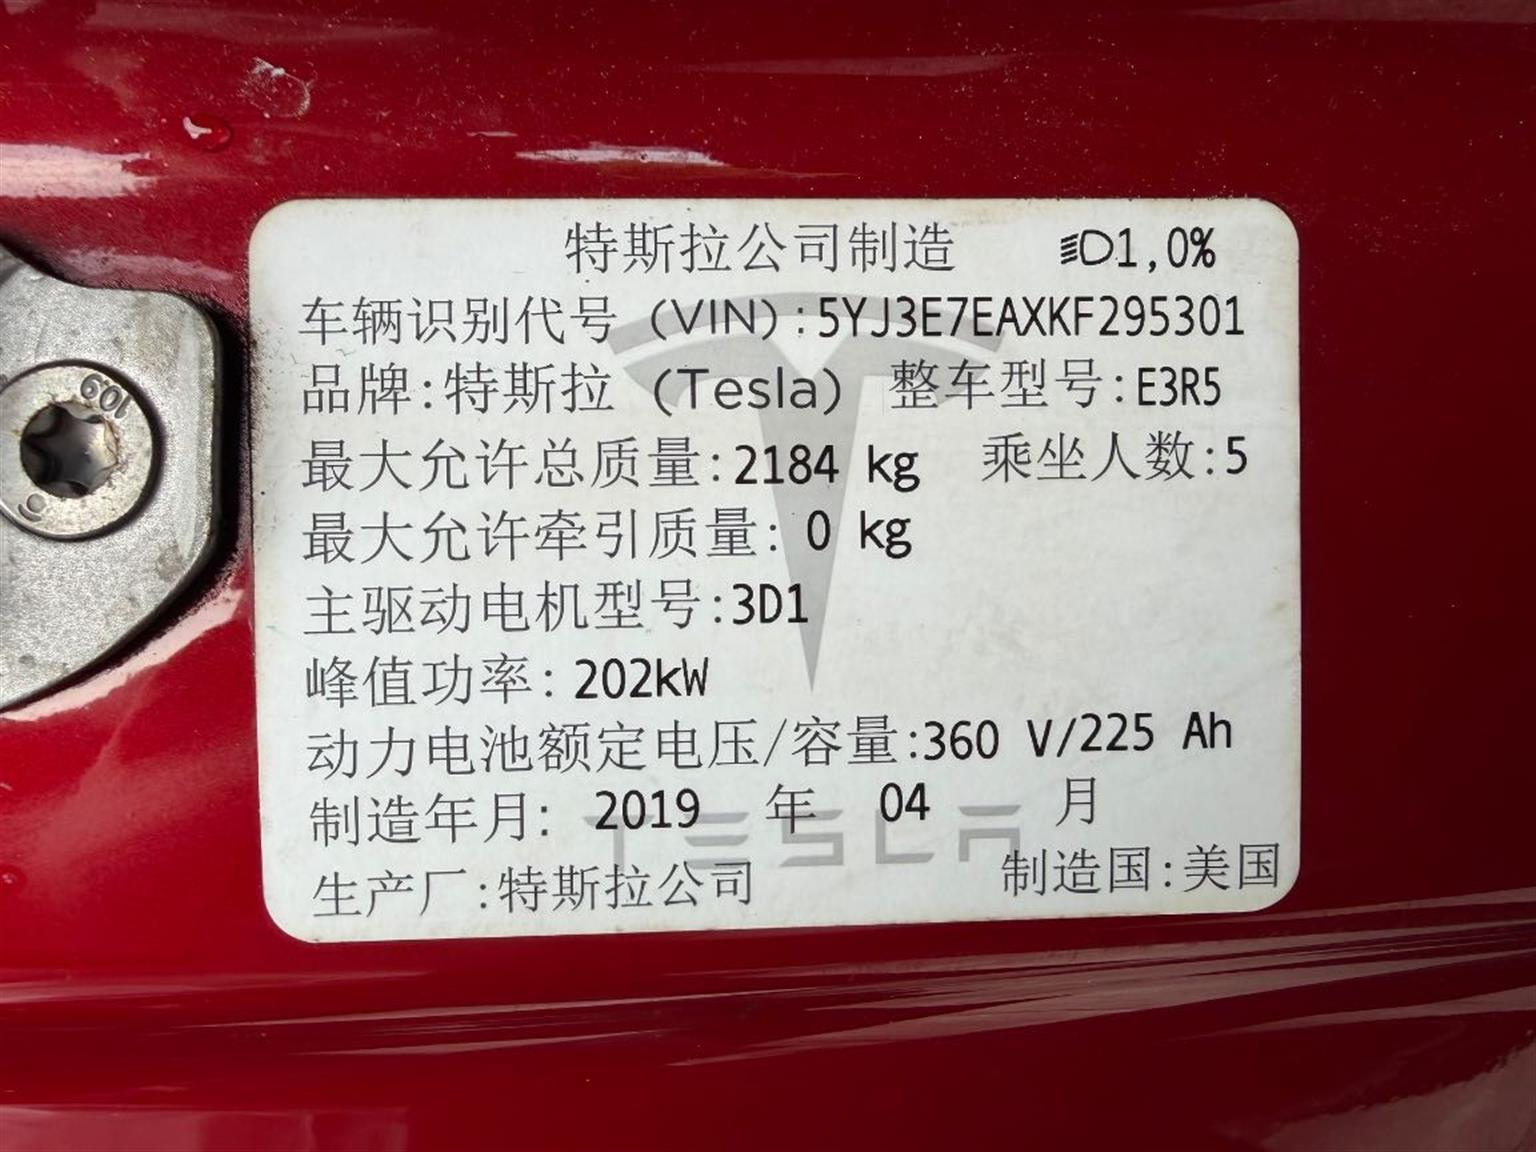 特斯拉公司制造 1,0%
车辆识别代号 (VIN):5YJ3E7EAXKF295301
品牌:特斯拉 (Tesla) 整车型号:E3R5
最大允许总质量:2184 kg 乘坐人数:5
最大允许牵引质量: 0 kg
主驱动电机型号:3D1
峰值功率: 202kW
动力电池额定电压/容量:360 V/225 Ah
制造年月: 2019 年 04 月
TESLA
生产厂:特斯拉公司 制造国:美国
10.9